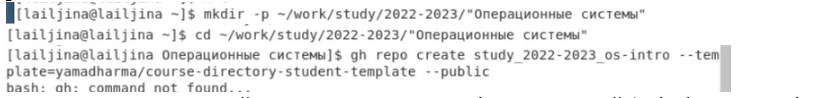 [lailjina@lailjina ~]$ mkdir -p ~/work/study/2022-2023/"Операционные системы"
[lailjina@lailjina ~]$ cd ~/work/study/2022-2023/"Операционные системы"
[lailjina@lailjina Операционные системы]$ gh repo create study_2022-2023_os-intro --tem
plate=yamadharma/course-directory-student-template --public
bash: gh: command not found...